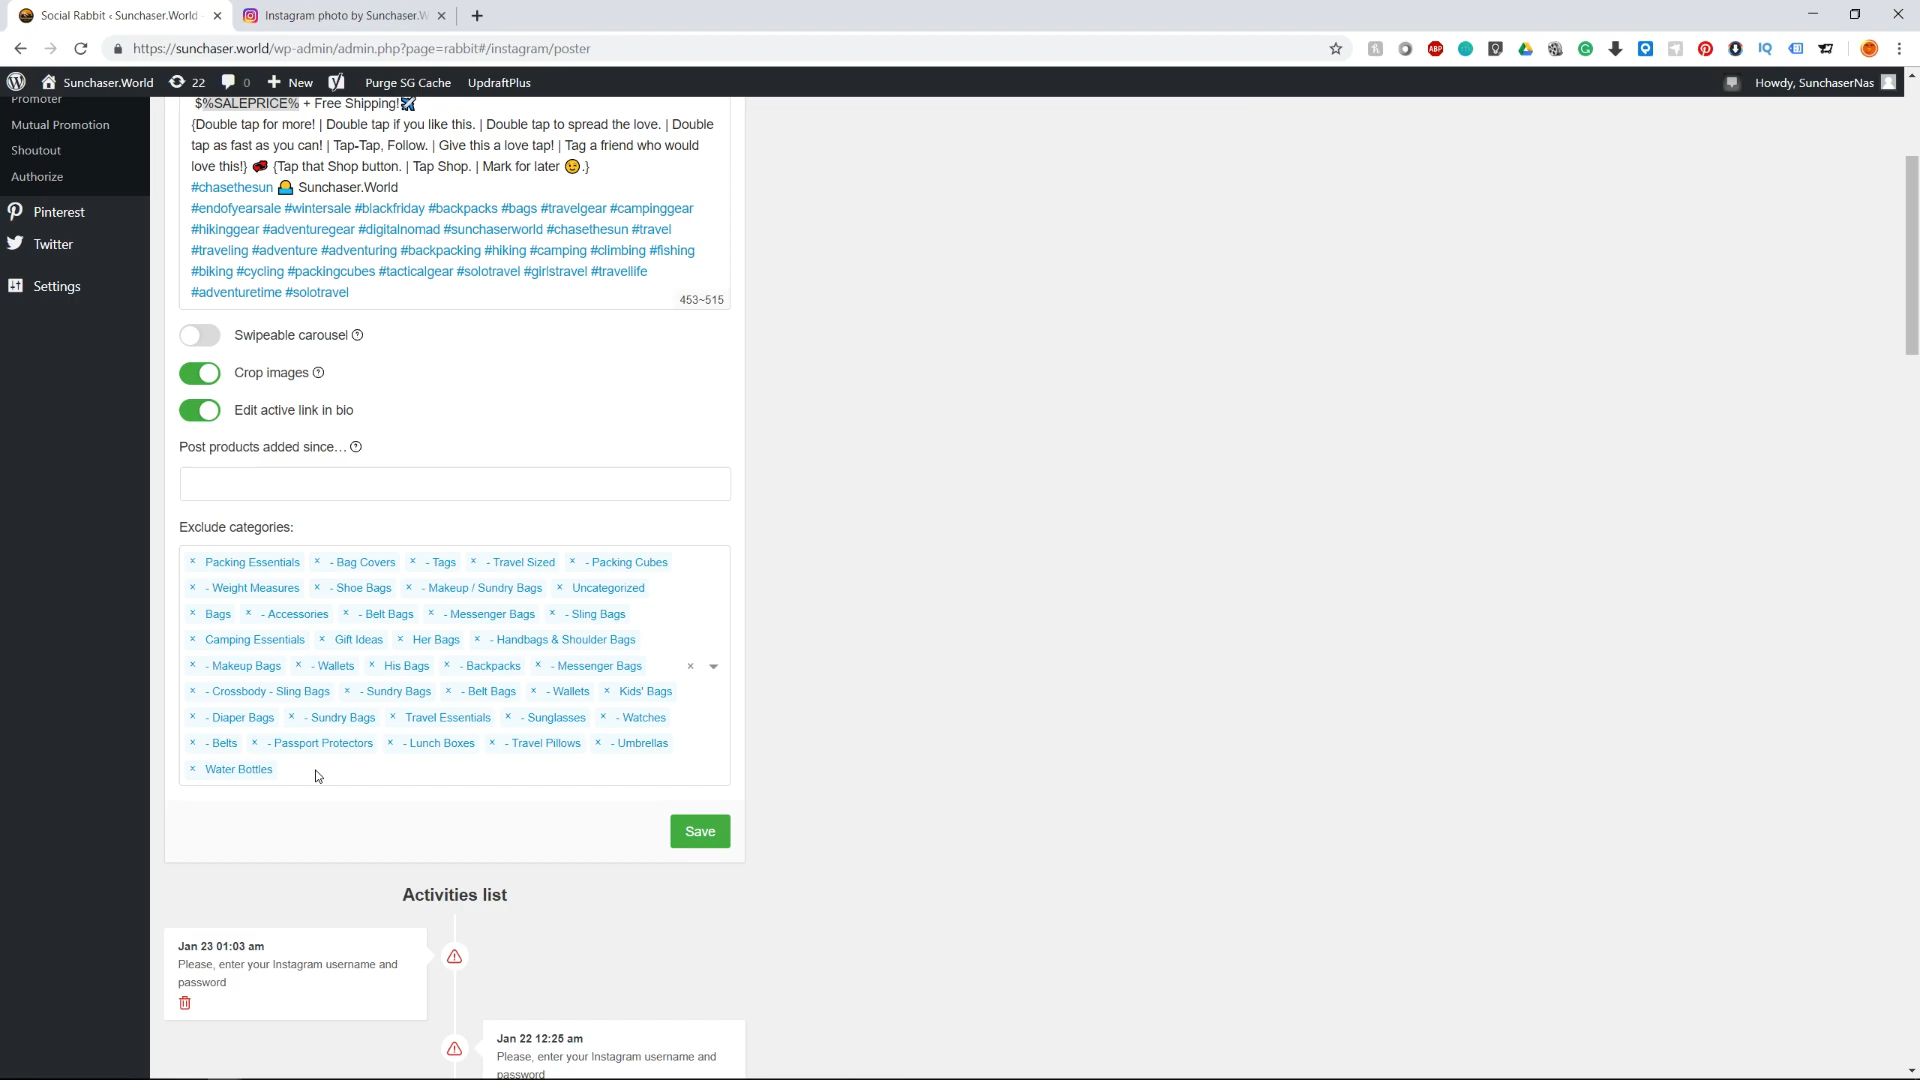 Social Rabbit ‹ Sunchaser.World
Instagram photo by Sunchaser.W
https://sunchaser.world/wp-admin/admin.php?page=rabbit#/instagram/poster
ABP
IQ
Sunchaser.World 22 0 New Purge SG Cache UpdraftPlus
Howdy, SunchaserNas
Promoter
Mutual Promotion
Shoutout
Authorize
Pinterest
Twitter
Settings
$%SALEPRICE% + Free Shipping!✈️
{Double tap for more! | Double tap if you like this. | Double tap to spread the love. | Double
tap as fast as you can! | Tap-Tap, Follow. | Give this a love tap! | Tag a friend who would
love this!} {Tap that Shop button. | Tap Shop. | Mark for later 😉.}
#chasethesun Sunchaser.World
#endofyearsale #wintersale #blackfriday #backpacks #bags #travelgear #campinggear
#hikinggear #adventuregear #digitalnomad #sunchaserworld #chasethesun #travel
#traveling #adventure #adventuring #backpacking #hiking #camping #climbing #fishing
#biking #cycling #packingcubes #tacticalgear #solotravel #girlstravel #travellife
#adventuretime #solotravel
453~515
Swipeable carousel ?
Crop images ?
Edit active link in bio
Post products added since… ?
Exclude categories:
× Packing Essentials × - Bag Covers × - Tags × - Travel Sized × - Packing Cubes
× - Weight Measures × - Shoe Bags × - Makeup / Sundry Bags × Uncategorized
× Bags × - Accessories × - Belt Bags × - Messenger Bags × - Sling Bags
× Camping Essentials × Gift Ideas × Her Bags × - Handbags & Shoulder Bags
× - Makeup Bags × - Wallets × His Bags × - Backpacks × - Messenger Bags ×
× - Crossbody - Sling Bags × - Sundry Bags × - Belt Bags × - Wallets × Kids' Bags
× - Diaper Bags × - Sundry Bags × Travel Essentials × - Sunglasses × - Watches
× - Belts × - Passport Protectors × - Lunch Boxes × - Travel Pillows × - Umbrellas
× Water Bottles
Save
Activities list
Jan 23 01:03 am
Please, enter your Instagram username and
password
Jan 22 12:25 am
Please, enter your Instagram username and
password